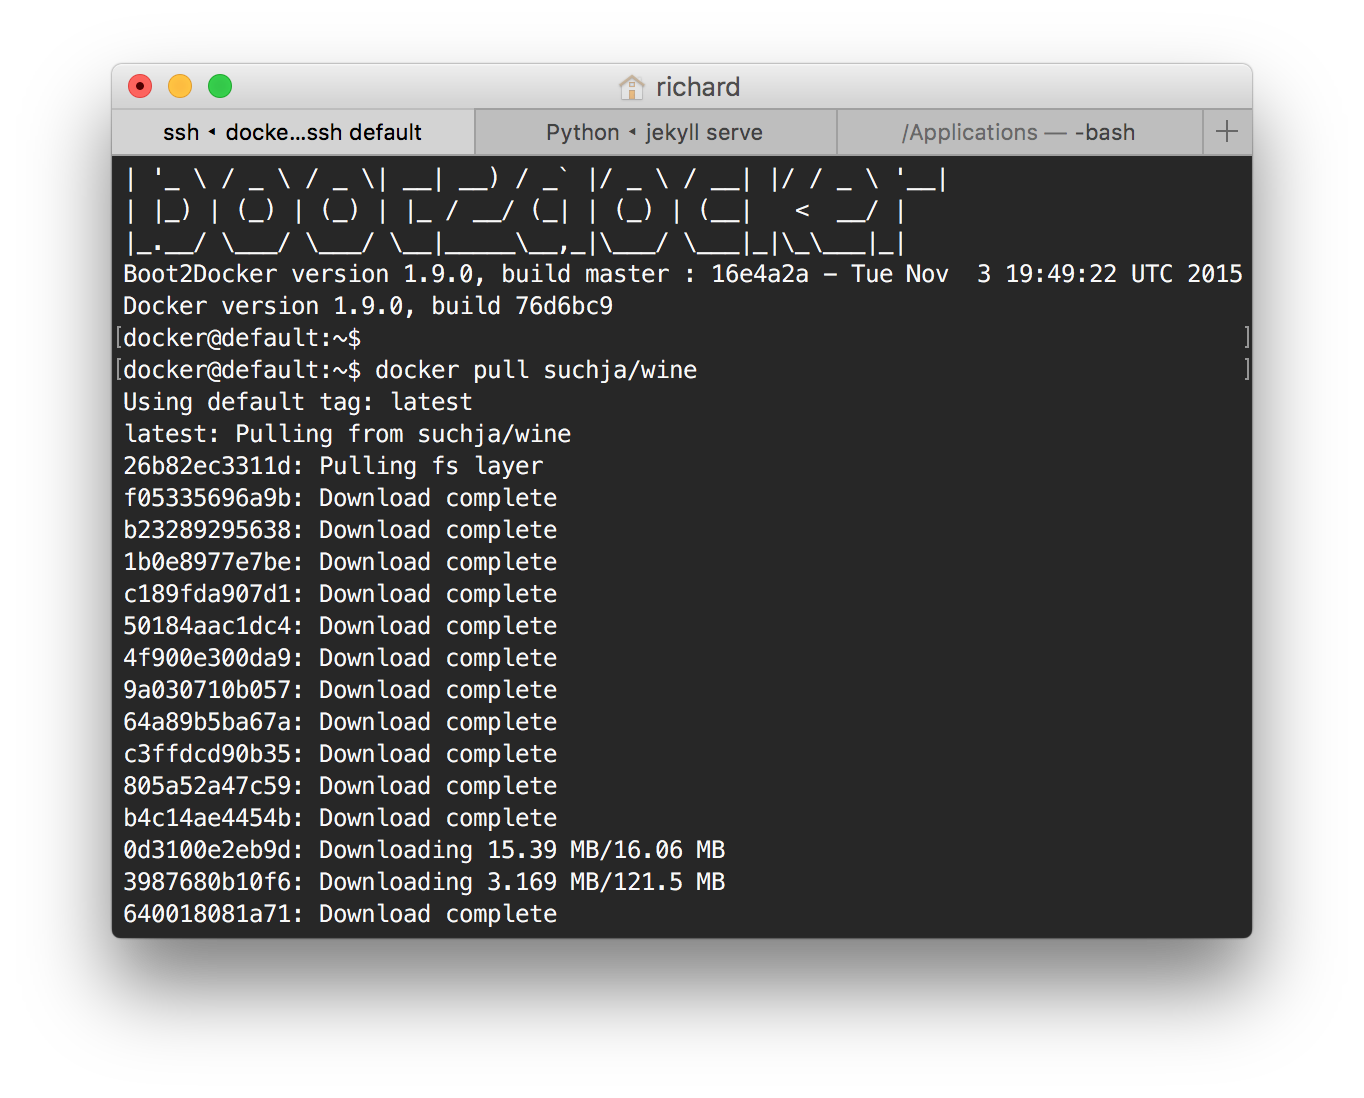 richard
ssh ◂ docke...ssh default
Python ◂ jekyll serve
/Applications — -bash
| '_ \ / _ \ / _ \| __| __) / _` |/ _ \ / __| |/ / _ \ '__|
| |_) | (_) | (_) | |_ / __/ (_| | (_) | (__|   <  __/ |
|_.__/ \___/ \___/ \__|_____\__,_|\___/ \___|_|\_\___|_|
Boot2Docker version 1.9.0, build master : 16e4a2a - Tue Nov  3 19:49:22 UTC 2015
Docker version 1.9.0, build 76d6bc9
[docker@default:~$ ]
[docker@default:~$ docker pull suchja/wine ]
Using default tag: latest
latest: Pulling from suchja/wine
26b82ec3311d: Pulling fs layer
f05335696a9b: Download complete
b23289295638: Download complete
1b0e8977e7be: Download complete
c189fda907d1: Download complete
50184aac1dc4: Download complete
4f900e300da9: Download complete
9a030710b057: Download complete
64a89b5ba67a: Download complete
c3ffdcd90b35: Download complete
805a52a47c59: Download complete
b4c14ae4454b: Download complete
0d3100e2eb9d: Downloading 15.39 MB/16.06 MB
3987680b10f6: Downloading 3.169 MB/121.5 MB
640018081a71: Download complete